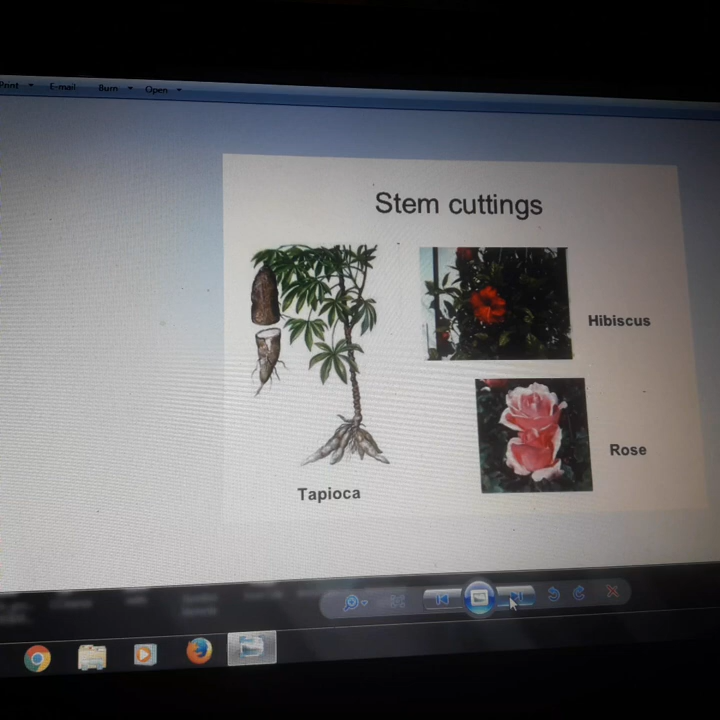 Print E-mail Burn Open
Stem cuttings
Hibiscus
Rose
Tapioca